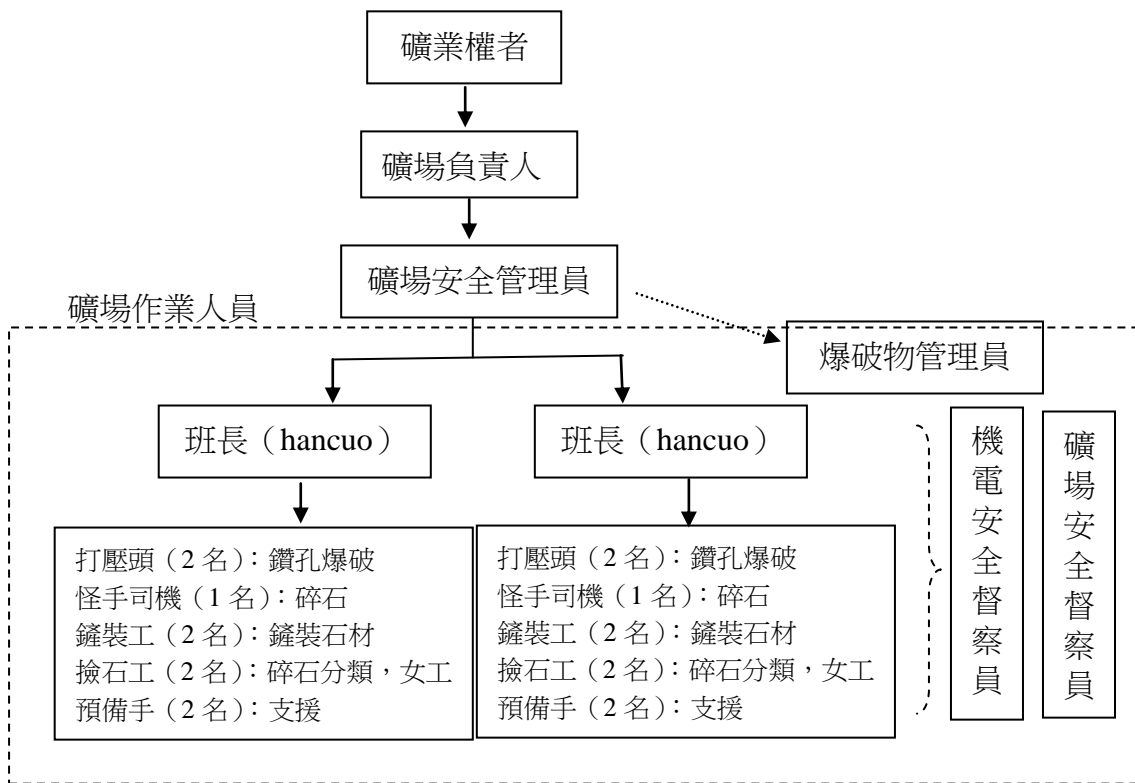 礦業權者
礦場負責人
礦場安全管理員
礦場作業人員
爆破物管理員
班長（hancuo）
班長（hancuo）
機電安全督察員
礦場安全督察員
打壓頭（2 名）：鑽孔爆破
怪手司機（1 名）：碎石
鏟裝工（2 名）：鏟裝石材
撿石工（2 名）：碎石分類，女工
預備手（2 名）：支援
打壓頭（2 名）：鑽孔爆破
怪手司機（1 名）：碎石
鏟裝工（2 名）：鏟裝石材
撿石工（2 名）：碎石分類，女工
預備手（2 名）：支援